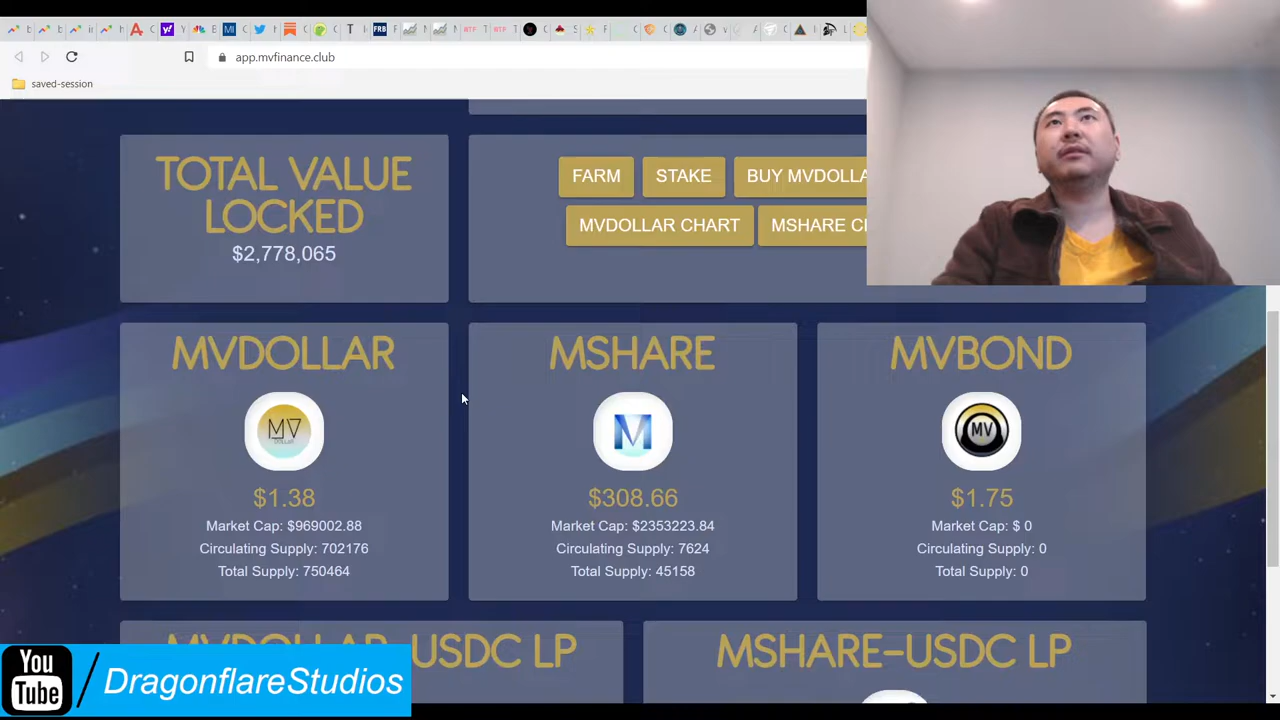 app.mvfinance.club
saved-session
TOTAL VALUE
LOCKED
$2,778,065
FARM
STAKE
BUY MVDOLLA
MVDOLLAR CHART
MSHARE C
MVDOLLAR
MV
$1.38
Market Cap: $969002.88
Circulating Supply: 702176
Total Supply: 750464
MSHARE
M
$308.66
Market Cap: $2353223.84
Circulating Supply: 7624
Total Supply: 45158
MVBOND
MV
$1.75
Market Cap: $ 0
Circulating Supply: 0
Total Supply: 0
MVDOLLAR-USDC LP
MSHARE-USDC LP
You
Tube
/ DragonflareStudios